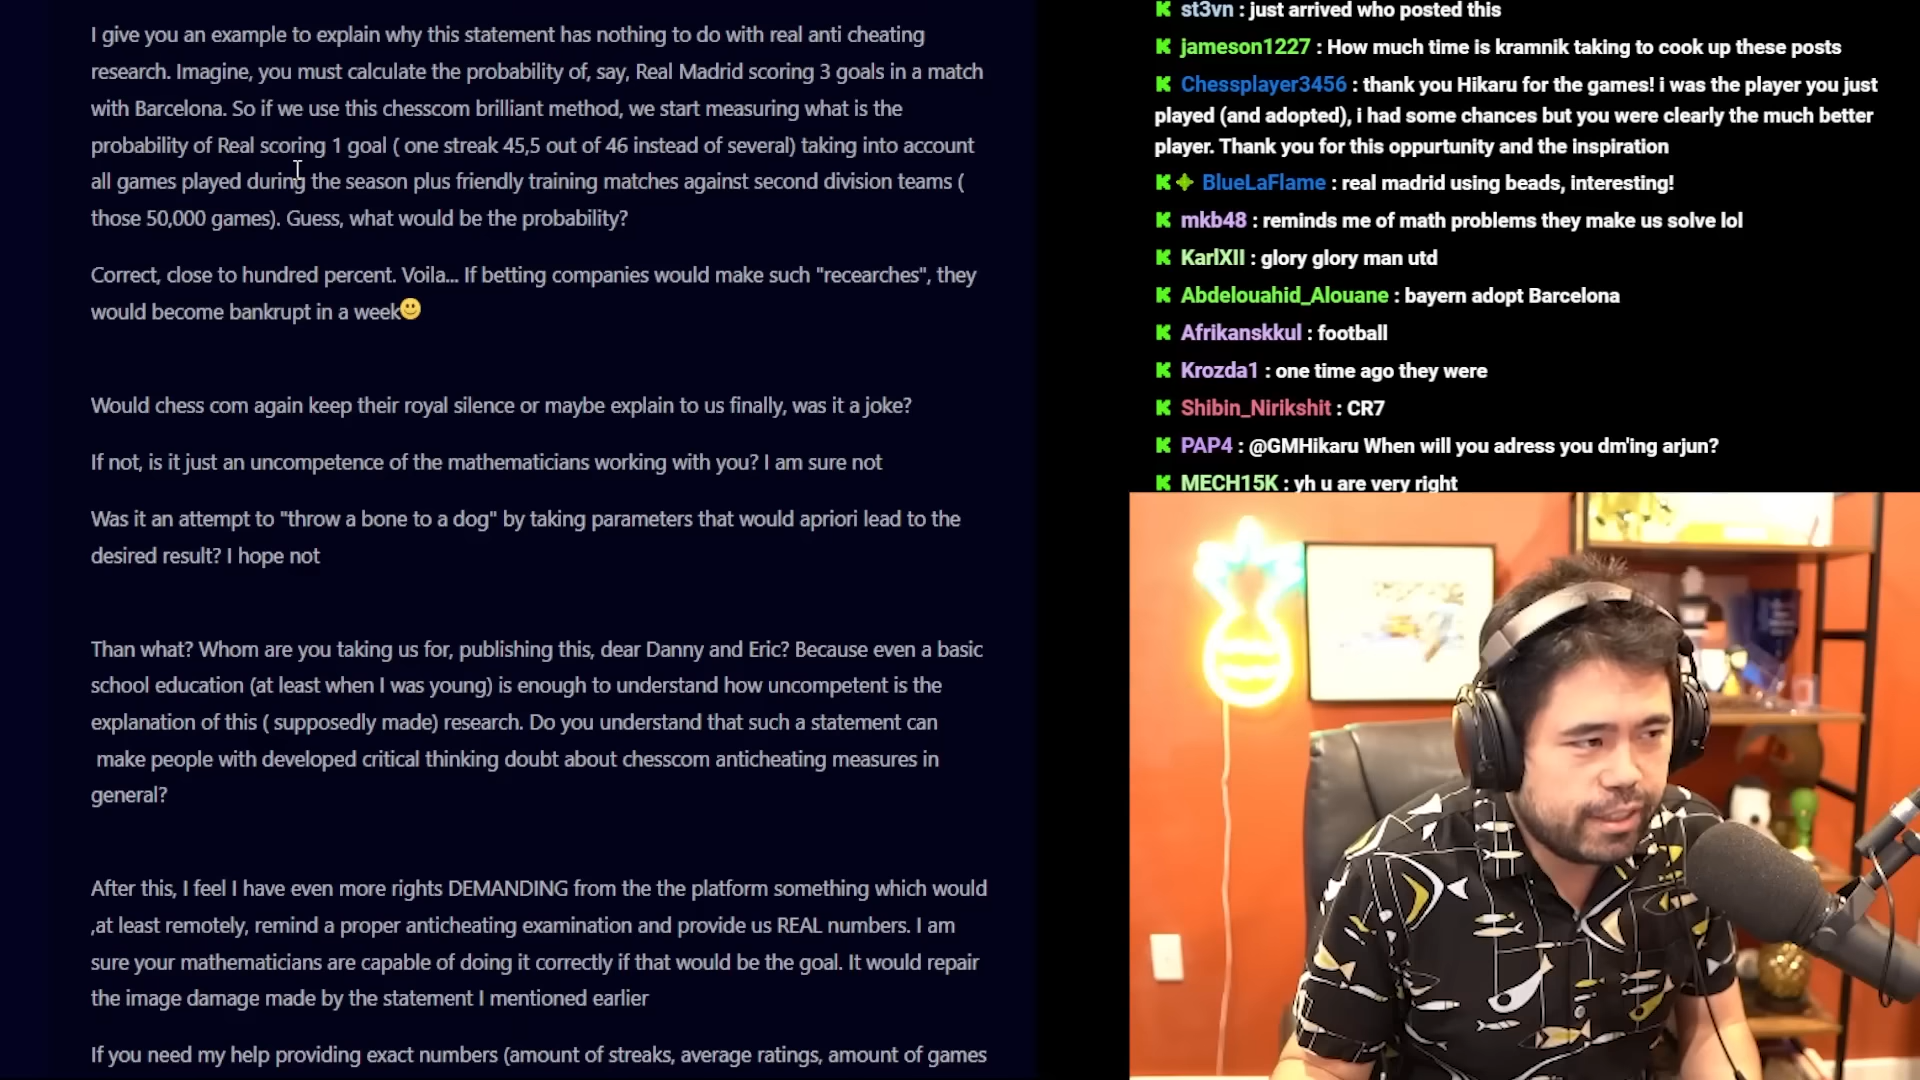 I give you an example to explain why this statement has nothing to do with real anti cheating
research. Imagine, you must calculate the probability of, say, Real Madrid scoring 3 goals in a match
with Barcelona. So if we use this chesscom brilliant method, we start measuring what is the
probability of Real scoring 1 goal ( one streak 45,5 out of 46 instead of several) taking into account
all games played during the season plus friendly training matches against second division teams (
those 50,000 games). Guess, what would be the probability?
Correct, close to hundred percent. Voila... If betting companies would make such "recearches", they
would become bankrupt in a week🙂
Would chess com again keep their royal silence or maybe explain to us finally, was it a joke?
If not, is it just an uncompetence of the mathematicians working with you? I am sure not
Was it an attempt to "throw a bone to a dog" by taking parameters that would apriori lead to the
desired result? I hope not
Than what? Whom are you taking us for, publishing this, dear Danny and Eric? Because even a basic
school education (at least when I was young) is enough to understand how uncompetent is the
explanation of this ( supposedly made) research. Do you understand that such a statement can
make people with developed critical thinking doubt about chesscom anticheating measures in
general?
After this, I feel I have even more rights DEMANDING from the the platform something which would
,at least remotely, remind a proper anticheating examination and provide us REAL numbers. I am
sure your mathematicians are capable of doing it correctly if that would be the goal. It would repair
the image damage made by the statement I mentioned earlier
If you need my help providing exact numbers (amount of streaks, average ratings, amount of games
st3vn : just arrived who posted this
jameson1227 : How much time is kramnik taking to cook up these posts
Chessplayer3456 : thank you Hikaru for the games! i was the player you just
played (and adopted), i had some chances but you were clearly the much better
player. Thank you for this oppurtunity and the inspiration
BlueLaFlame : real madrid using beads, interesting!
mkb48 : reminds me of math problems they make us solve lol
KarlXII : glory glory man utd
Abdelouahid_Alouane : bayern adopt Barcelona
Afrikanskkul : football
Krozda1 : one time ago they were
Shibin_Nirikshit : CR7
PAP4 : @GMHikaru When will you adress you dm'ing arjun?
MECH15K : yh u are very right